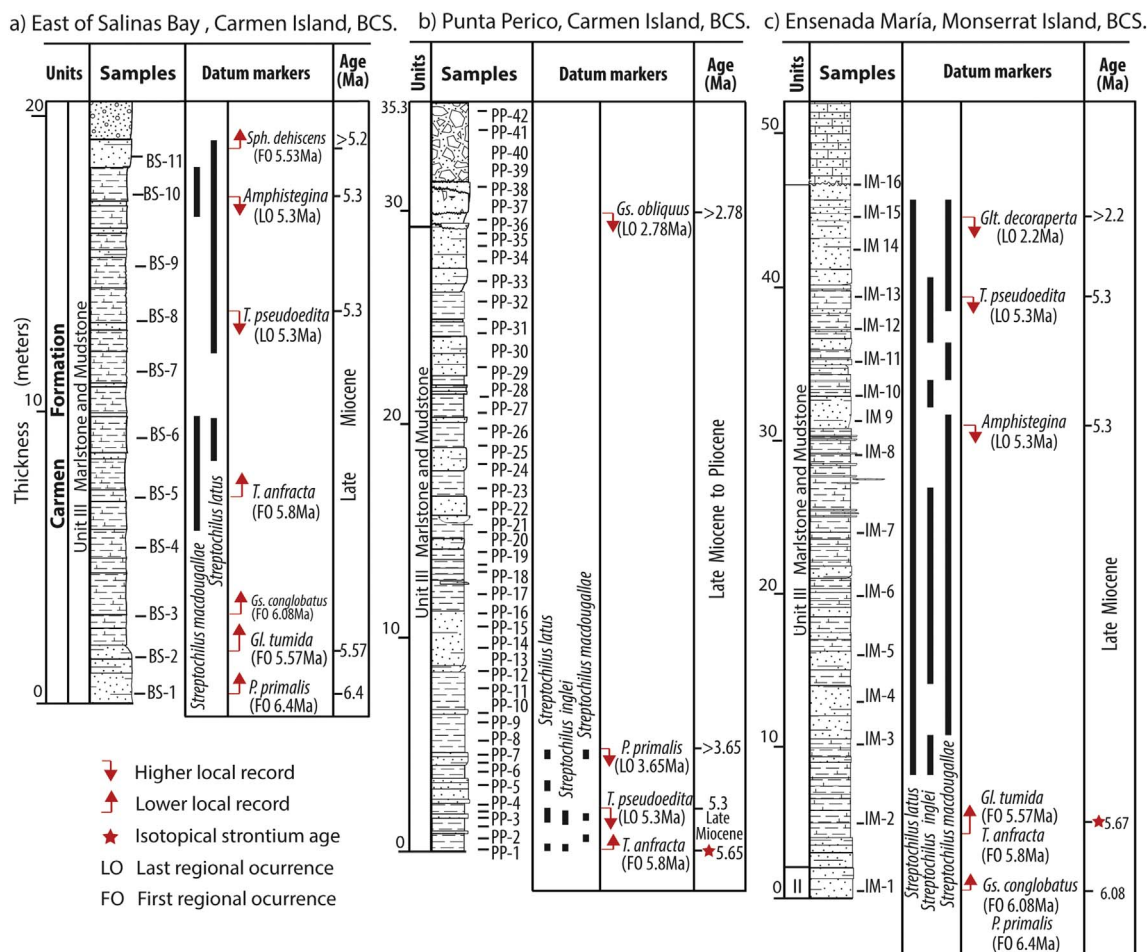 a) East of Salinas Bay , Carmen Island, BCS.
Units
Samples
Datum markers
Age
(Ma)
Thickness (meters)
20
10
0
Carmen Formation
Unit III Marlstone and Mudstone
BS-11
BS-10
BS-9
BS-8
BS-7
BS-6
BS-5
BS-4
BS-3
BS-2
BS-1
Streptochilus macdougallae
Streptochilus latus
Sph. dehiscens
(FO 5.53Ma)
Amphistegina
(LO 5.3Ma)
T. pseudoedita
(LO 5.3Ma)
T. anfracta
(FO 5.8Ma)
Gs. conglobatus
(FO 6.08Ma)
Gl. tumida
(FO 5.57Ma)
P. primalis
(FO 6.4Ma)
>5.2
5.3
5.3
Late Miocene
5.57
6.4
Higher local record
Lower local record
Isotopical strontium age
LO Last regional ocurrence
FO First regional ocurrence
b) Punta Perico, Carmen Island, BCS.
Units
Samples
Datum markers
Age
(Ma)
35.3
30
20
10
0
Unit III Marlstone and Mudstone
PP-42
PP-41
PP-40
PP-39
PP-38
PP-37
PP-36
PP-35
PP-34
PP-33
PP-32
PP-31
PP-30
PP-29
PP-28
PP-27
PP-26
PP-25
PP-24
PP-23
PP-22
PP-21
PP-20
PP-19
PP-18
PP-17
PP-16
PP-15
PP-14
PP-13
PP-12
PP-11
PP-10
PP-9
PP-8
PP-7
PP-6
PP-5
PP-4
PP-3
PP-2
PP-1
Streptochilus latus
Streptochilus inglei
Streptochilus macdougallae
Gs. obliquus
(LO 2.78Ma)
P. primalis
(LO 3.65Ma)
T. pseudoedita
(LO 5.3Ma)
T. anfracta
(FO 5.8Ma)
>2.78
Late Miocene to Pliocene
>3.65
5.3
Late
Miocene
5.65
c) Ensenada María, Monserrat Island, BCS.
Units
Samples
Datum markers
Age
(Ma)
50
40
30
20
10
0
Unit III Marlstone and Mudstone
II
IM-16
IM-15
IM 14
IM-13
IM-12
IM-11
IM-10
IM 9
IM-8
IM-7
IM-6
IM-5
IM-4
IM-3
IM-2
IM-1
Streptochilus latus
Streptochilus inglei
Streptochilus macdougallae
Glt. decoraperta
(LO 2.2Ma)
T. pseudoedita
(LO 5.3Ma)
Amphistegina
(LO 5.3Ma)
Gl. tumida
(FO 5.57Ma)
T. anfracta
(FO 5.8Ma)
Gs. conglobatus
(FO 6.08Ma)
P. primalis
(FO 6.4Ma)
>2.2
5.3
5.3
Late Miocene
5.67
6.08